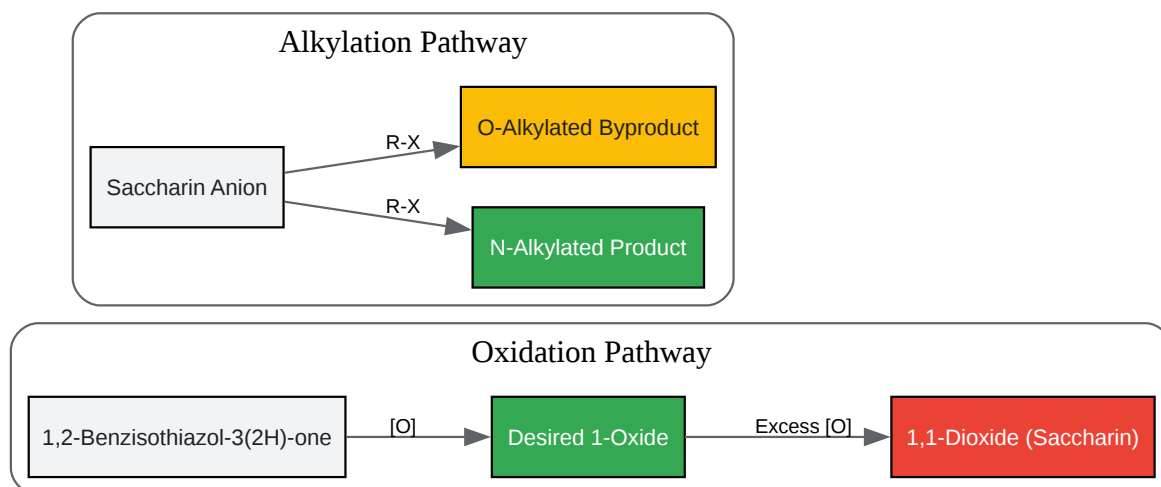 Alkylation Pathway
O-Alkylated Byproduct
R-X
Saccharin Anion
R-X
N-Alkylated Product
Oxidation Pathway
1,2-Benzisothiazol-3(2H)-one
[O]
Desired 1-Oxide
Excess [O]
1,1-Dioxide (Saccharin)